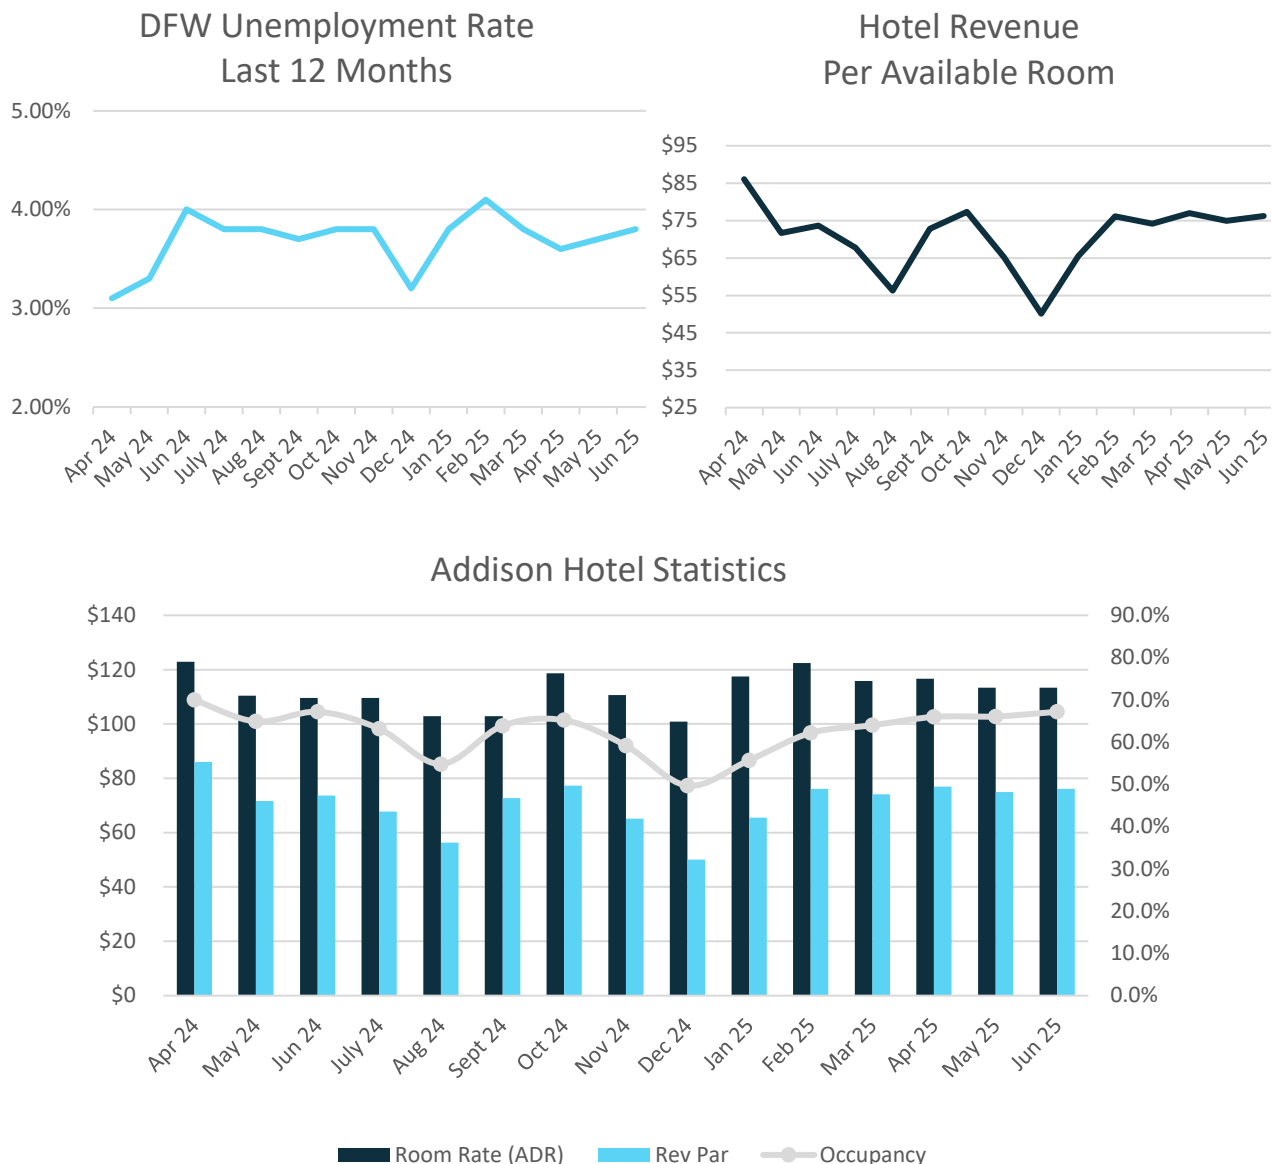 DFW Unemployment Rate
Last 12 Months
5.00%
4.00%
3.00%
2.00%
Apr 24
May 24
Jun 24
July 24
Aug 24
Sept 24
Oct 24
Nov 24
Dec 24
Jan 25
Feb 25
Mar 25
Apr 25
May 25
Jun 25
Hotel Revenue
Per Available Room
$95
$85
$75
$65
$55
$45
$35
$25
Apr 24
May 24
Jun 24
July 24
Aug 24
Sept 24
Oct 24
Nov 24
Dec 24
Jan 25
Feb 25
Mar 25
Apr 25
May 25
Jun 25
Addison Hotel Statistics
$140
$120
$100
$80
$60
$40
$20
$0
90.0%
80.0%
70.0%
60.0%
50.0%
40.0%
30.0%
20.0%
10.0%
0.0%
Apr 24
May 24
Jun 24
July 24
Aug 24
Sept 24
Oct 24
Nov 24
Dec 24
Jan 25
Feb 25
Mar 25
Apr 25
May 25
Jun 25
Room Rate (ADR)
Rev Par
Occupancy